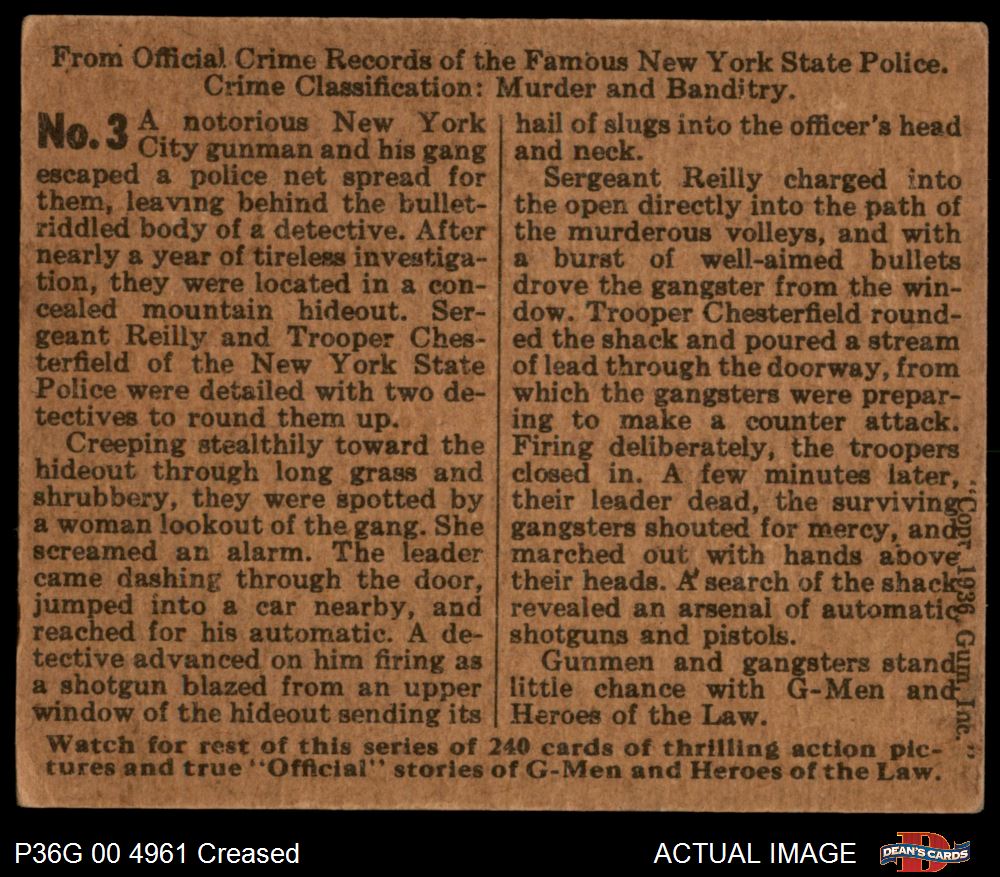 From Official Crime Records of the Famous New York State Police.
Crime Classification: Murder and Banditry.
No. 3 A notorious New York
City gunman and his gang
escaped a police net spread for
them, leaving behind the bullet-
riddled body of a detective. After
nearly a year of tireless investiga-
tion, they were located in a con-
cealed mountain hideout. Ser-
geant Reilly and Trooper Ches-
terfield of the New York State
Police were detailed with two de-
tectives to round them up.
Creeping stealthily toward the
hideout through long grass and
shrubbery, they were spotted by
a woman lookout of the gang. She
screamed an alarm. The leader
came dashing through the door,
jumped into a car nearby, and
reached for his automatic. A de-
tective advanced on him firing as
a shotgun blazed from an upper
window of the hideout sending its
hail of slugs into the officer's head
and neck.
Sergeant Reilly charged into
the open directly into the path of
the murderous volleys, and with
a burst of well-aimed bullets
drove the gangster from the win-
dow. Trooper Chesterfield round-
ed the shack and poured a stream
of lead through the doorway, from
which the gangsters were prepar-
ing to make a counter attack.
Firing deliberately, the troopers
closed in. A few minutes later,
their leader dead, the surviving
gangsters shouted for mercy, and
marched out with hands above
their heads. A search of the shack
revealed an arsenal of automatic
shotguns and pistols.
Gunmen and gangsters stand
little chance with G-Men and
Heroes of the Law.
"Copr. 1936, Gum, Inc."
Watch for rest of this series of 240 cards of thrilling action pic-
tures and true "Official" stories of G-Men and Heroes of the Law.
P36G 00 4961 Creased
ACTUAL IMAGE
D
DEAN'S CARDS